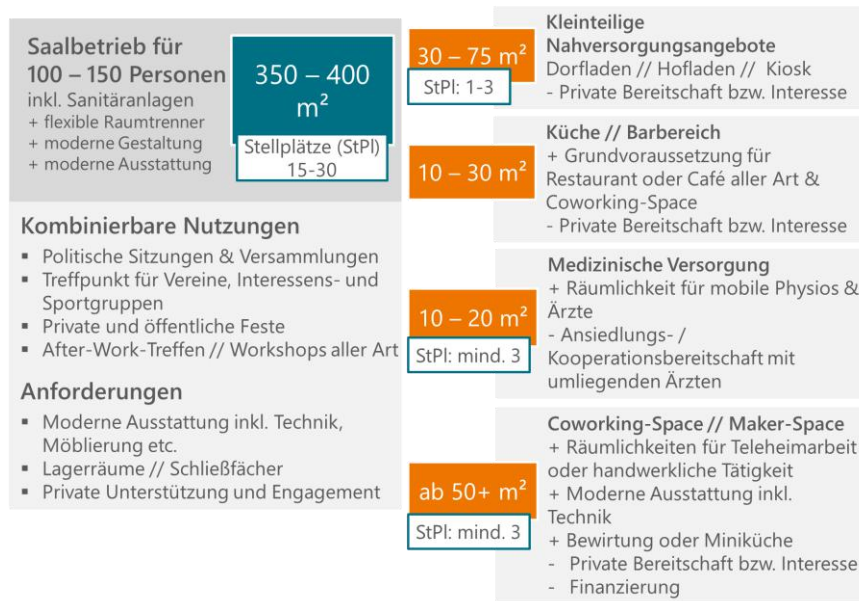 Saalbetrieb für
100 – 150 Personen
inkl. Sanitäranlagen
+ flexible Raumtrenner
+ moderne Gestaltung
+ moderne Ausstattung
350 – 400
m²
Stellplätze (StPl)
15-30
Kombinierbare Nutzungen
▪ Politische Sitzungen & Versammlungen
▪ Treffpunkt für Vereine, Interessens- und
Sportgruppen
▪ Private und öffentliche Feste
▪ After-Work-Treffen // Workshops aller Art
Anforderungen
▪ Moderne Ausstattung inkl. Technik,
Möblierung etc.
▪ Lagerräume // Schließfächer
▪ Private Unterstützung und Engagement
30 – 75 m²
StPl: 1-3
Kleinteilige
Nahversorgungsangebote
Dorfladen // Hofladen // Kiosk
- Private Bereitschaft bzw. Interesse
10 – 30 m²
Küche // Barbereich
+ Grundvoraussetzung für
Restaurant oder Café aller Art &
Coworking-Space
- Private Bereitschaft bzw. Interesse
10 – 20 m²
StPl: mind. 3
Medizinische Versorgung
+ Räumlichkeit für mobile Physios &
Ärzte
- Ansiedlungs- /
Kooperationsbereitschaft mit
umliegenden Ärzten
ab 50+ m²
StPl: mind. 3
Coworking-Space // Maker-Space
+ Räumlichkeiten für Teleheimarbeit
oder handwerkliche Tätigkeit
+ Moderne Ausstattung inkl.
Technik
+ Bewirtung oder Miniküche
- Private Bereitschaft bzw. Interesse
- Finanzierung